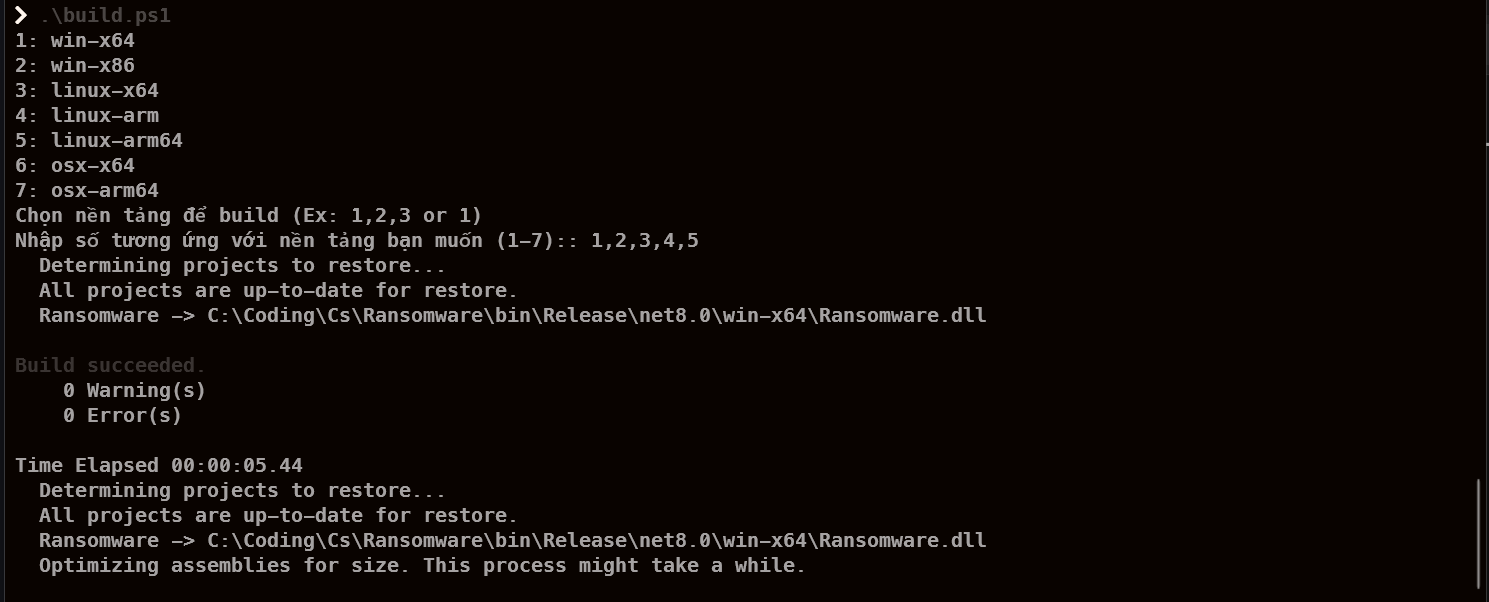 ❯ .\build.ps1
1: win-x64
2: win-x86
3: linux-x64
4: linux-arm
5: linux-arm64
6: osx-x64
7: osx-arm64
Chọn nền tảng để build (Ex: 1,2,3 or 1)
Nhập số tương ứng với nền tảng bạn muốn (1-7):: 1,2,3,4,5
Determining projects to restore...
All projects are up-to-date for restore.
Ransomware -> C:\Coding\Cs\Ransomware\bin\Release\net8.0\win-x64\Ransomware.dll
Build succeeded.
0 Warning(s)
0 Error(s)
Time Elapsed 00:00:05.44
Determining projects to restore...
All projects are up-to-date for restore.
Ransomware -> C:\Coding\Cs\Ransomware\bin\Release\net8.0\win-x64\Ransomware.dll
Optimizing assemblies for size. This process might take a while.